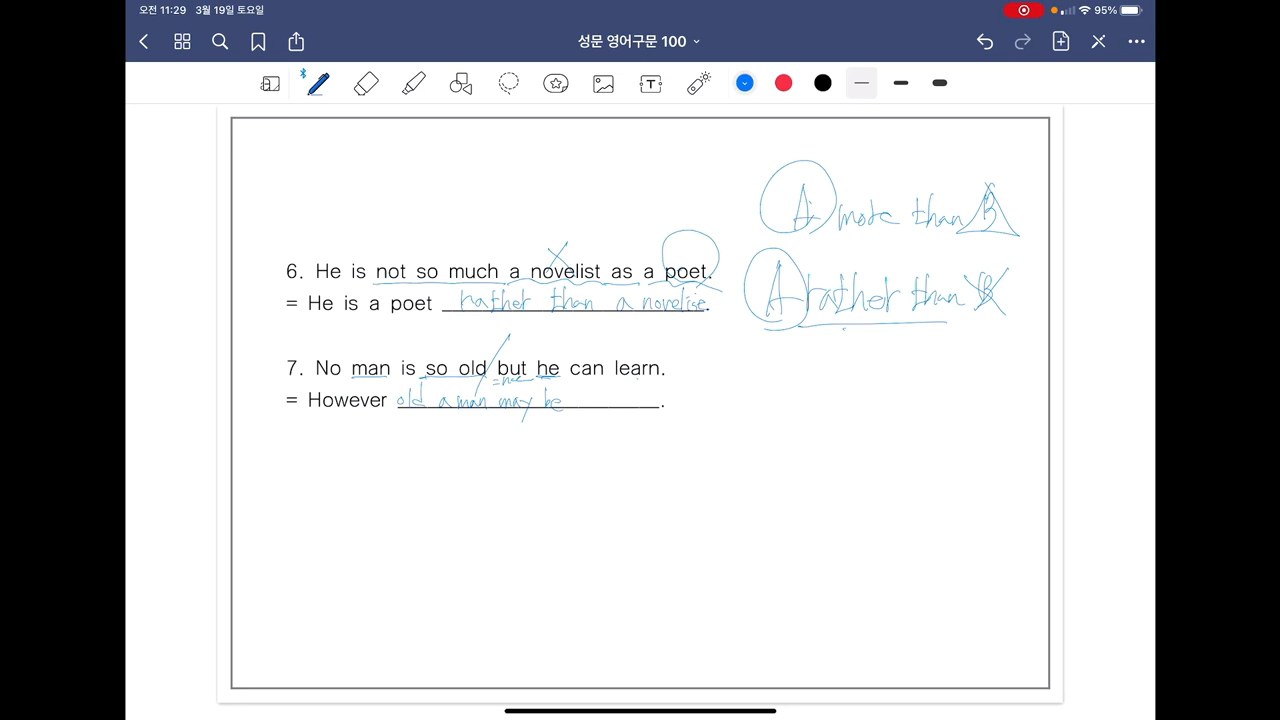 오전 11:29 3월 19일 토요일
95%
성문 영어구문 100
A more than B
6. He is not so much a novelist as a poet.
A rather than B
= He is a poet rather than a novelist.
7. No man is so old but he can learn.
= However old a man may be.